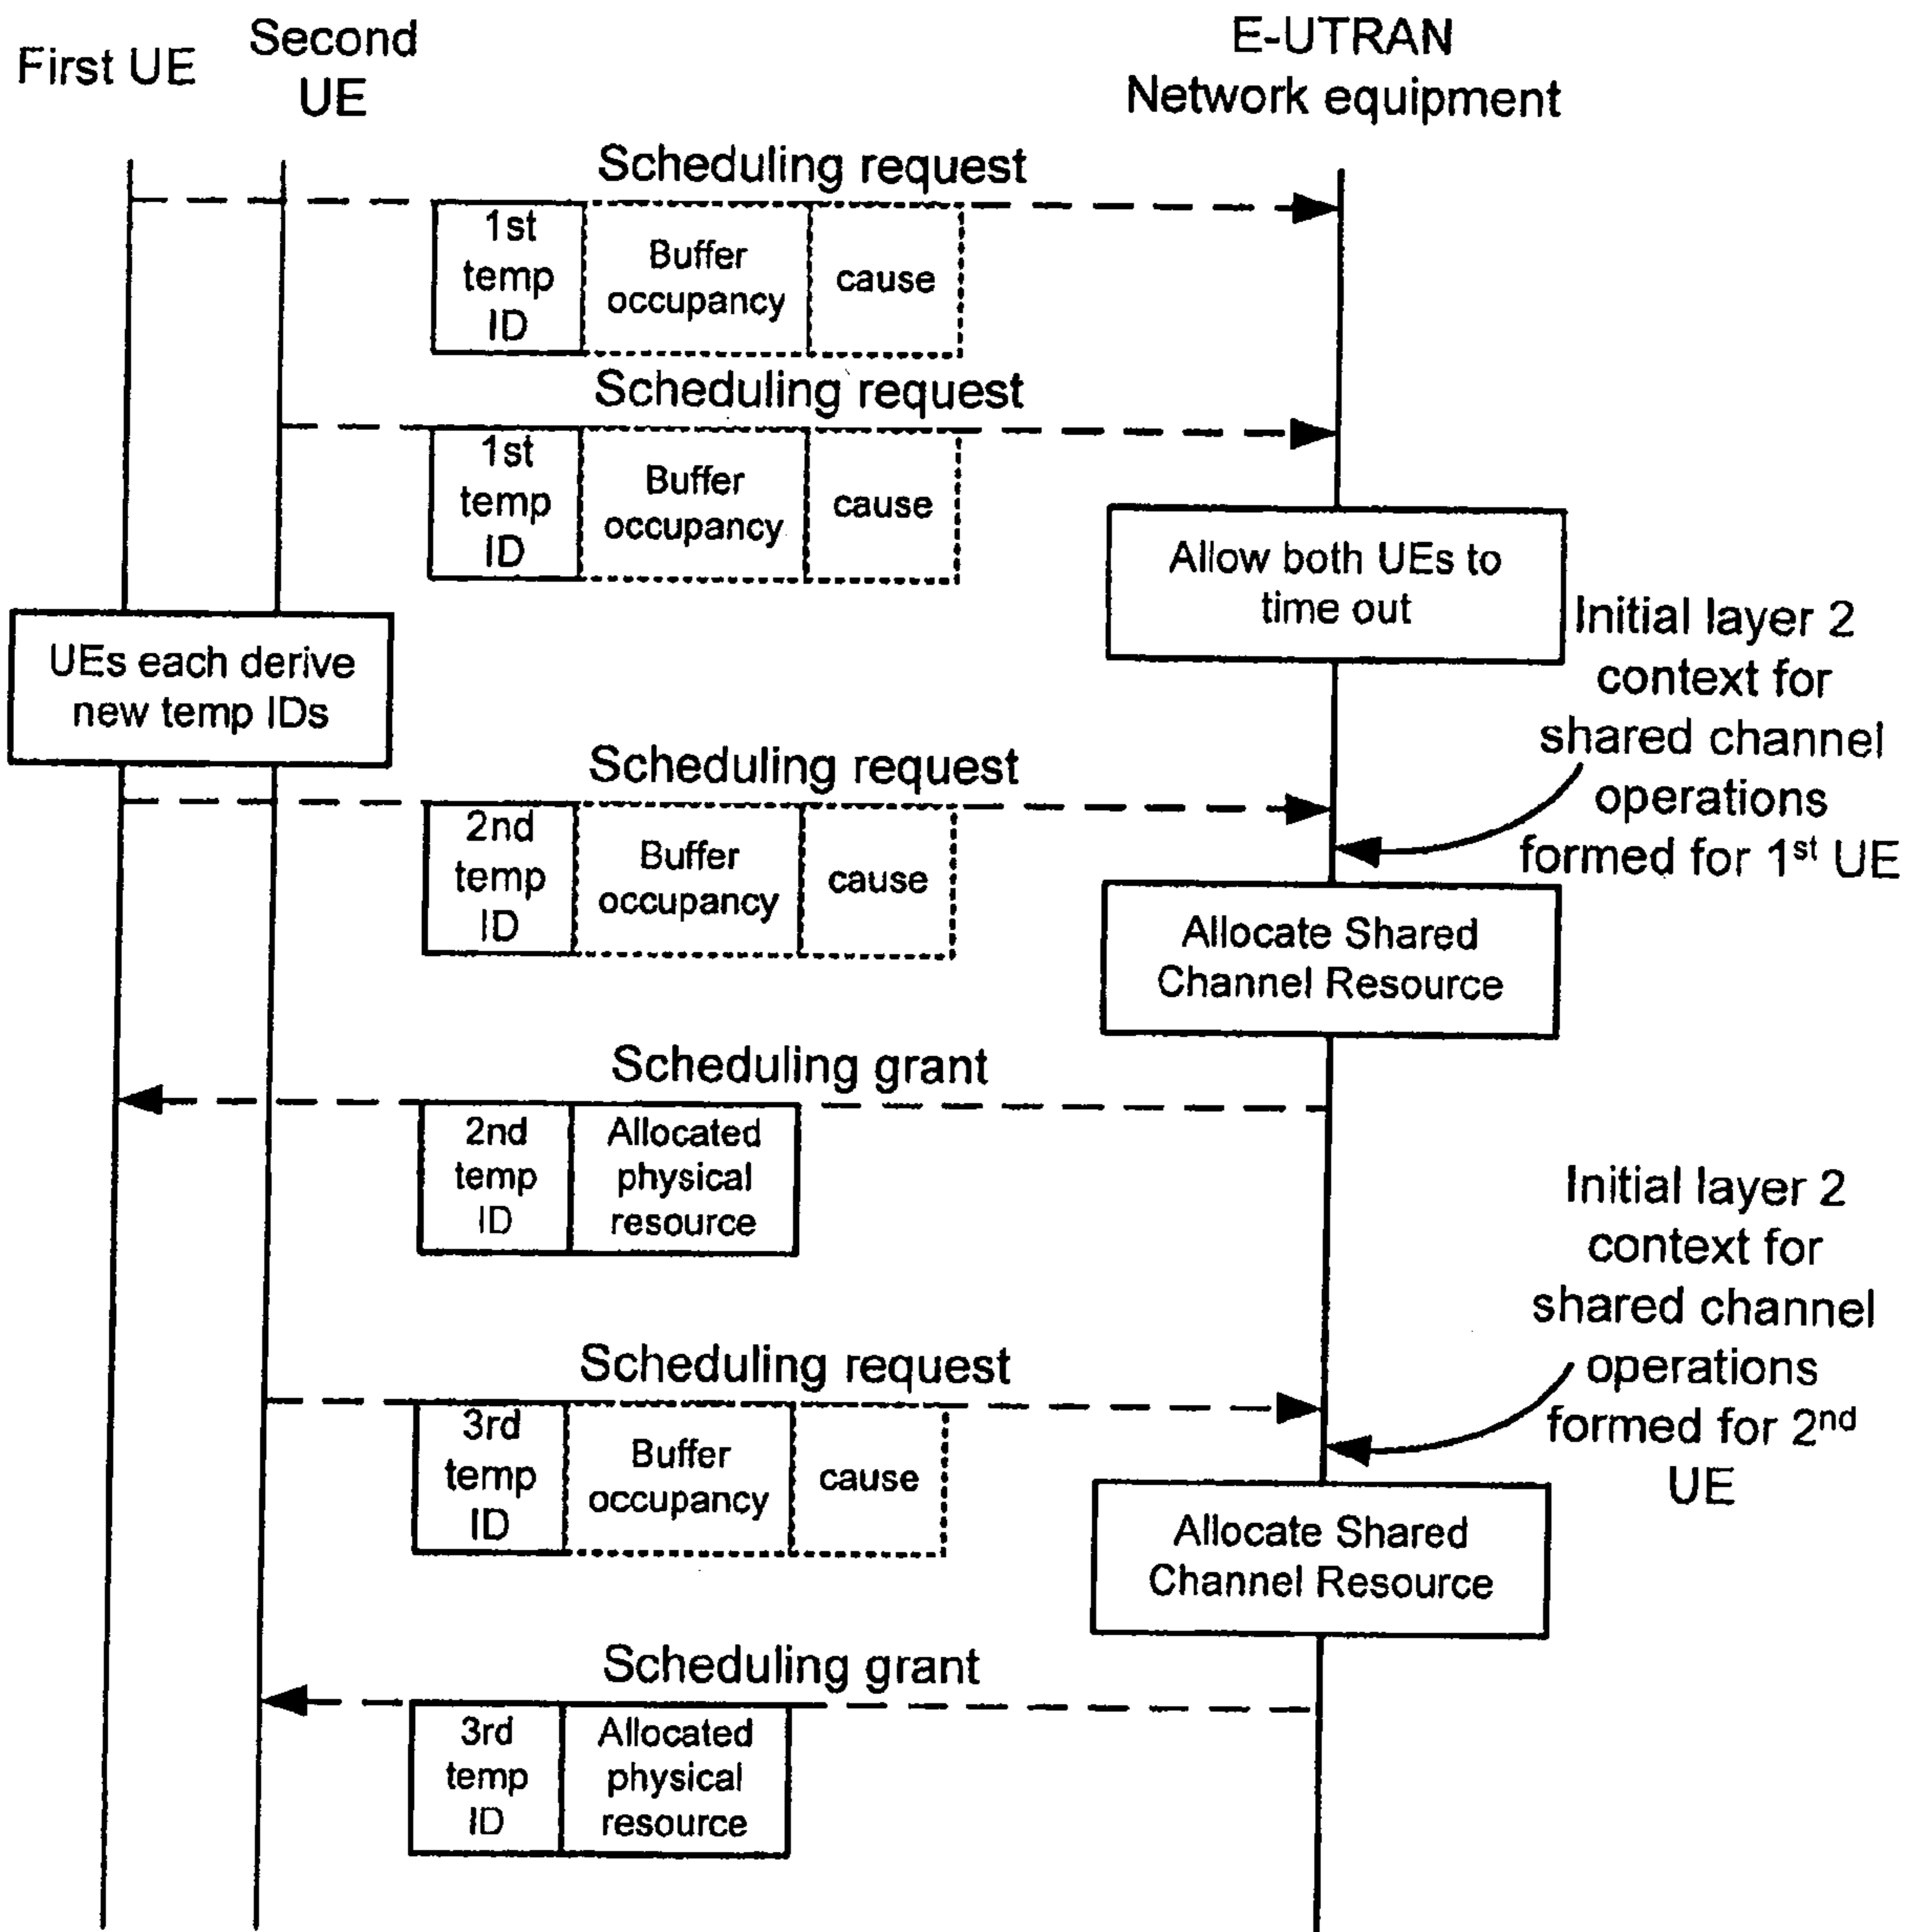 First UE
Second
UE
E-UTRAN
Network equipment
Scheduling request
1st
temp
ID
Buffer
occupancy
cause
Scheduling request
1st
temp
ID
Buffer
occupancy
cause
Allow both UEs to
time out
UEs each derive
new temp IDs
Initial layer 2
context for
shared channel
operations
formed for 1st UE
Scheduling request
2nd
temp
ID
Buffer
occupancy
cause
Allocate Shared
Channel Resource
Scheduling grant
2nd
temp
ID
Allocated
physical
resource
Initial layer 2
context for
shared channel
operations
formed for 2nd
UE
Scheduling request
3rd
temp
ID
Buffer
occupancy
cause
Allocate Shared
Channel Resource
Scheduling grant
3rd
temp
ID
Allocated
physical
resource